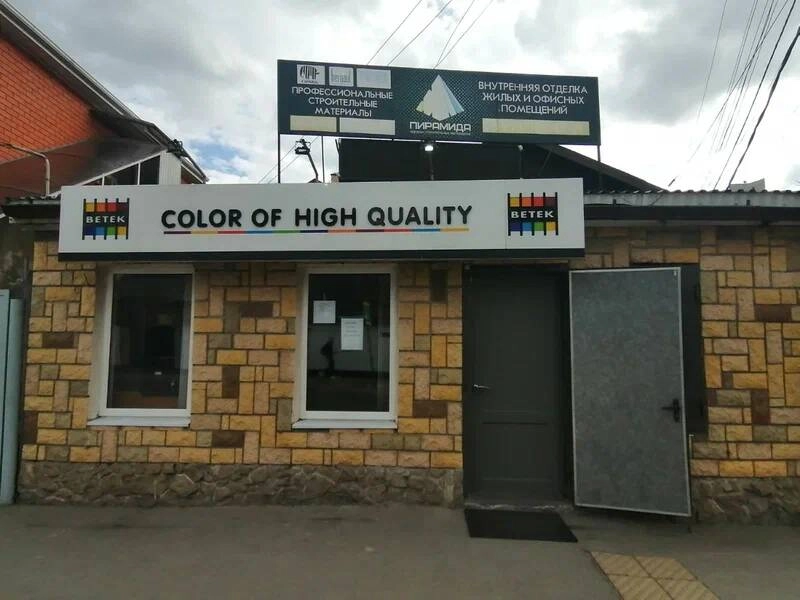 ПРОФЕССИОНАЛЬНЫЕ
СТРОИТЕЛЬНЫЕ
МАТЕРИАЛЫ
ПИРАМИДА
ВНУТРЕННЯЯ ОТДЕЛКА
ЖИЛЫХ И ОФИСНЫХ
ПОМЕЩЕНИЙ
BETEK
COLOR OF HIGH QUALITY
BETEK